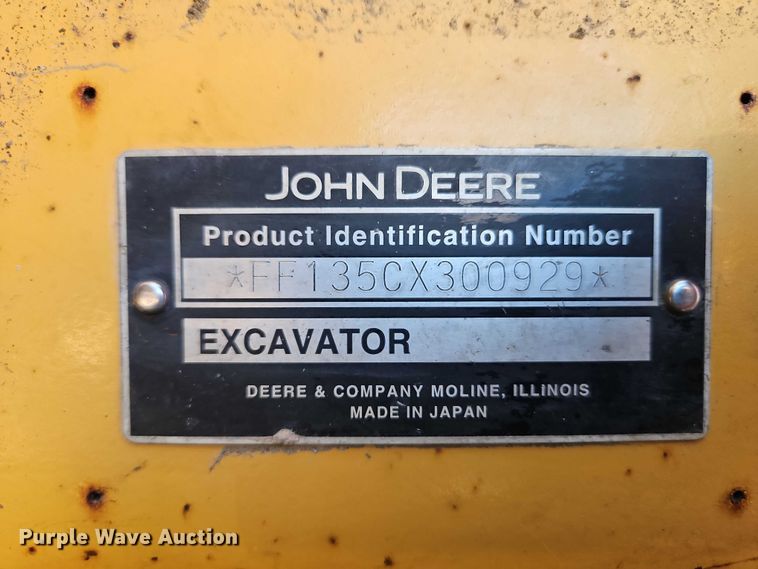 JOHN DEERE
Product Identification Number
*FF135CX300929*
EXCAVATOR
DEERE & COMPANY MOLINE, ILLINOIS
MADE IN JAPAN
Purple Wave Auction